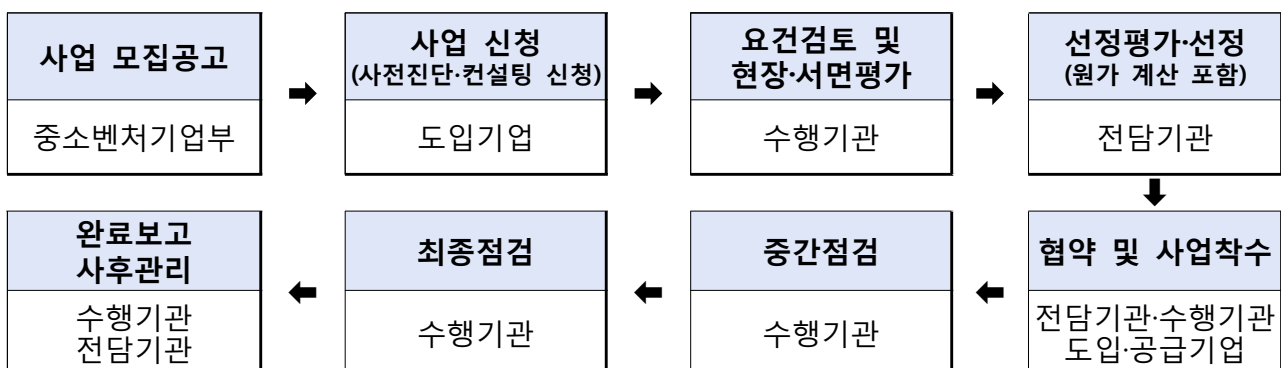 사업 모집공고
중소벤처기업부
사업 신청
(사전진단·컨설팅 신청)
도입기업
요건검토 및
현장·서면평가
수행기관
선정평가·선정
(원가 계산 포함)
전담기관
협약 및 사업착수
전담기관·수행기관
도입·공급기업
중간점검
수행기관
최종점검
수행기관
완료보고
사후관리
수행기관
전담기관